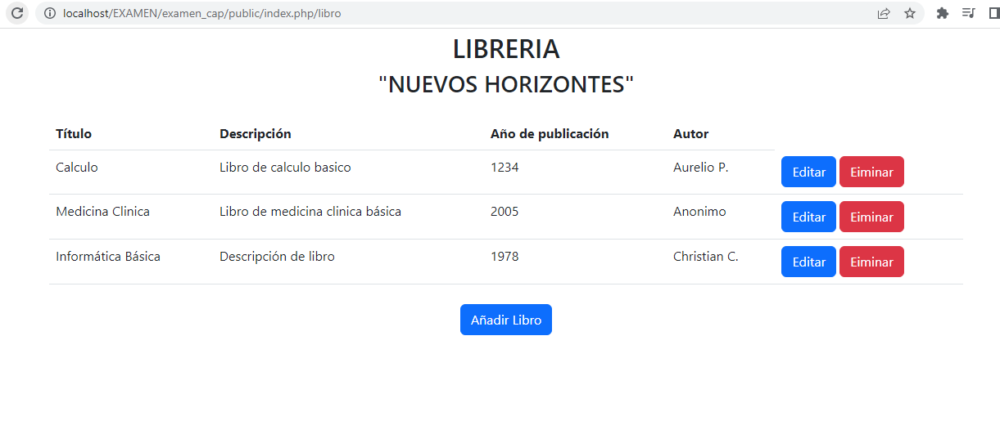 localhost/EXAMEN/examen_cap/public/index.php/libro
LIBRERIA
"NUEVOS HORIZONTES"
Título Descripción Año de publicación Autor
Calculo Libro de calculo basico 1234 Aurelio P. Editar Eiminar
Medicina Clinica Libro de medicina clinica básica 2005 Anonimo Editar Eiminar
Informática Básica Descripción de libro 1978 Christian C. Editar Eiminar
Añadir Libro